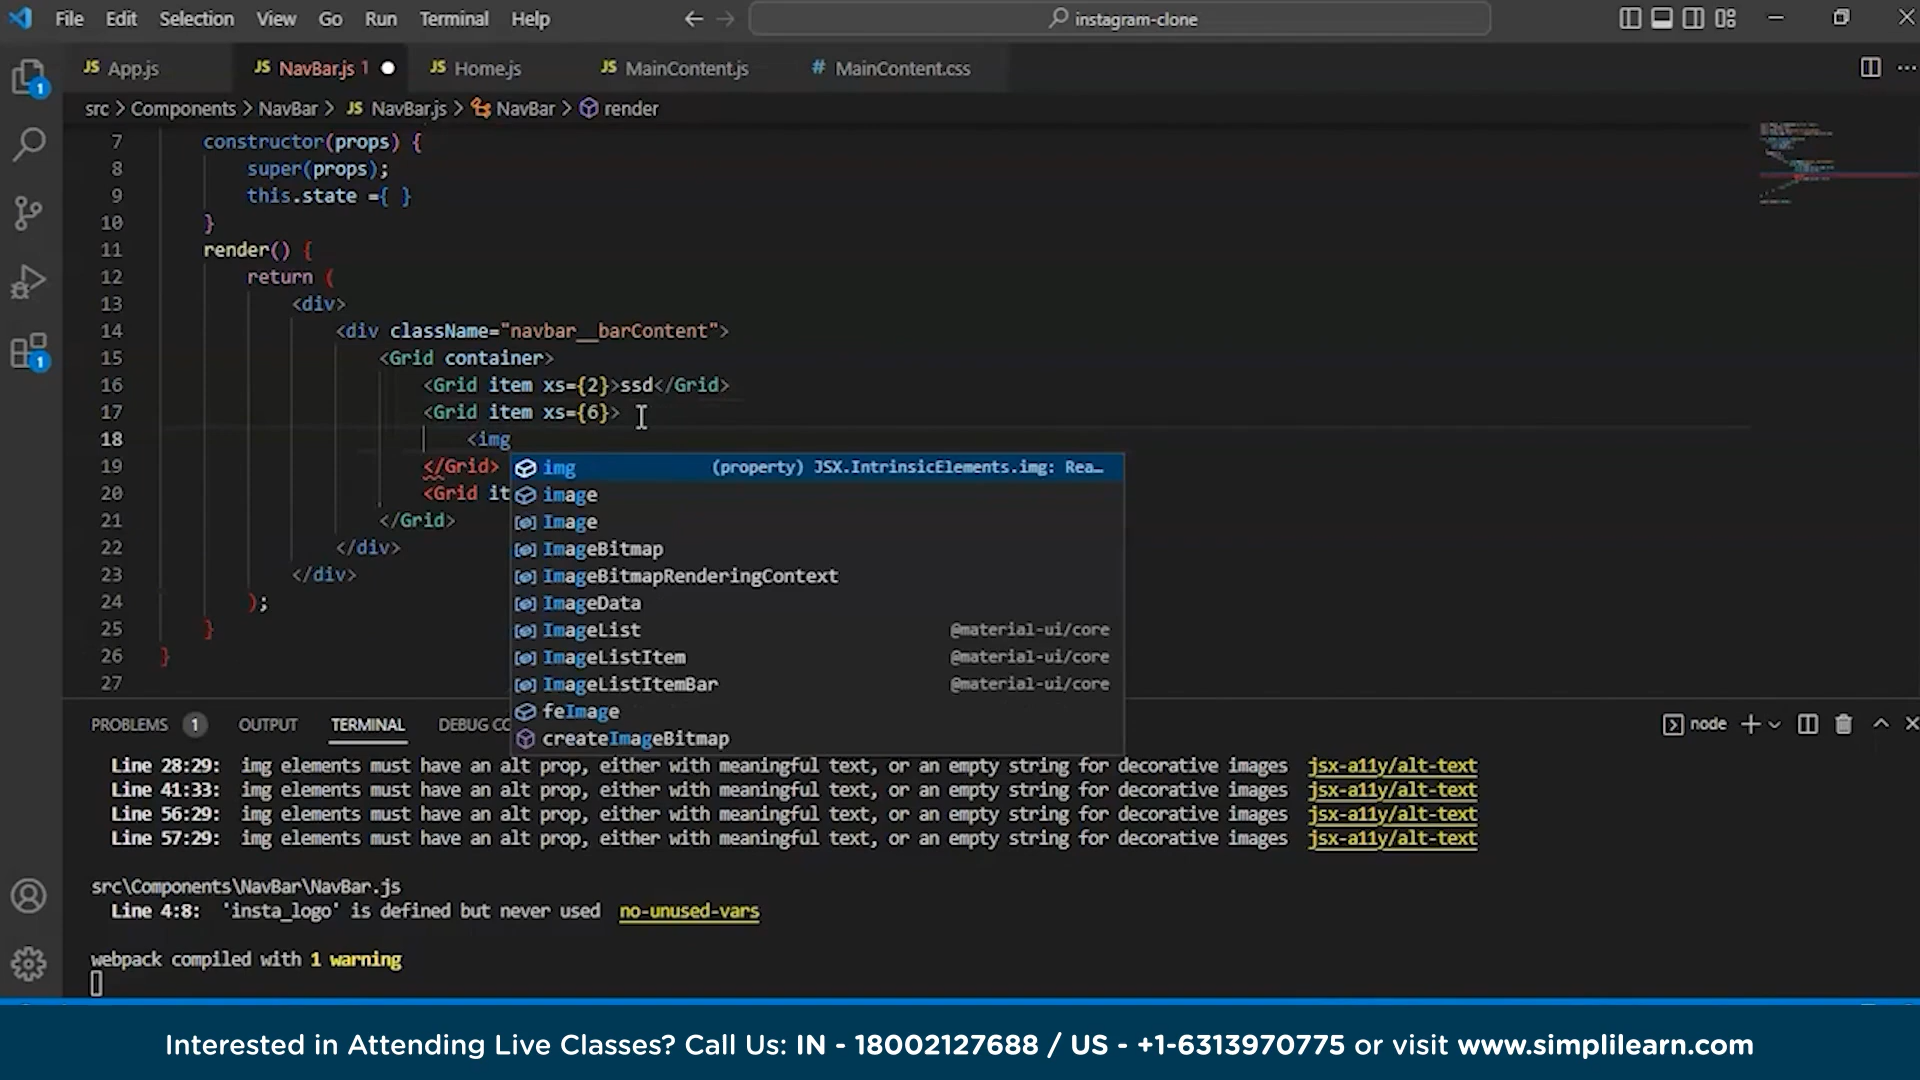 File Edit Selection View Go Run Terminal Help instagram-clone
JS App.js JS NavBar.js 1 JS Home.js JS MainContent.js # MainContent.css
src > Components > NavBar > JS NavBar.js > NavBar > render
7 constructor(props) {
8 super(props);
9 this.state ={ }
10 }
11 render() {
12 return (
13 <div>
14 <div className="navbar__barContent">
15 <Grid container>
16 <Grid item xs={2}>ssd</Grid>
17 <Grid item xs={6}>
18 <img
19 </Grid>
20 <Grid it
21 </Grid>
22 </div>
23 </div>
24 );
25 }
26 }
27
img (property) JSX.IntrinsicElements.img: Rea…
image
Image
ImageBitmap
ImageBitmapRenderingContext
ImageData
ImageList @material-ui/core
ImageListItem @material-ui/core
ImageListItemBar @material-ui/core
feImage
createImageBitmap
PROBLEMS 1 OUTPUT TERMINAL DEBUG CO node
Line 28:29: img elements must have an alt prop, either with meaningful text, or an empty string for decorative images jsx-a11y/alt-text
Line 41:33: img elements must have an alt prop, either with meaningful text, or an empty string for decorative images jsx-a11y/alt-text
Line 56:29: img elements must have an alt prop, either with meaningful text, or an empty string for decorative images jsx-a11y/alt-text
Line 57:29: img elements must have an alt prop, either with meaningful text, or an empty string for decorative images jsx-a11y/alt-text
src\Components\NavBar\NavBar.js
Line 4:8: 'insta_logo' is defined but never used no-unused-vars
webpack compiled with 1 warning
Interested in Attending Live Classes? Call Us: IN - 18002127688 / US - +1-6313970775 or visit www.simplilearn.com